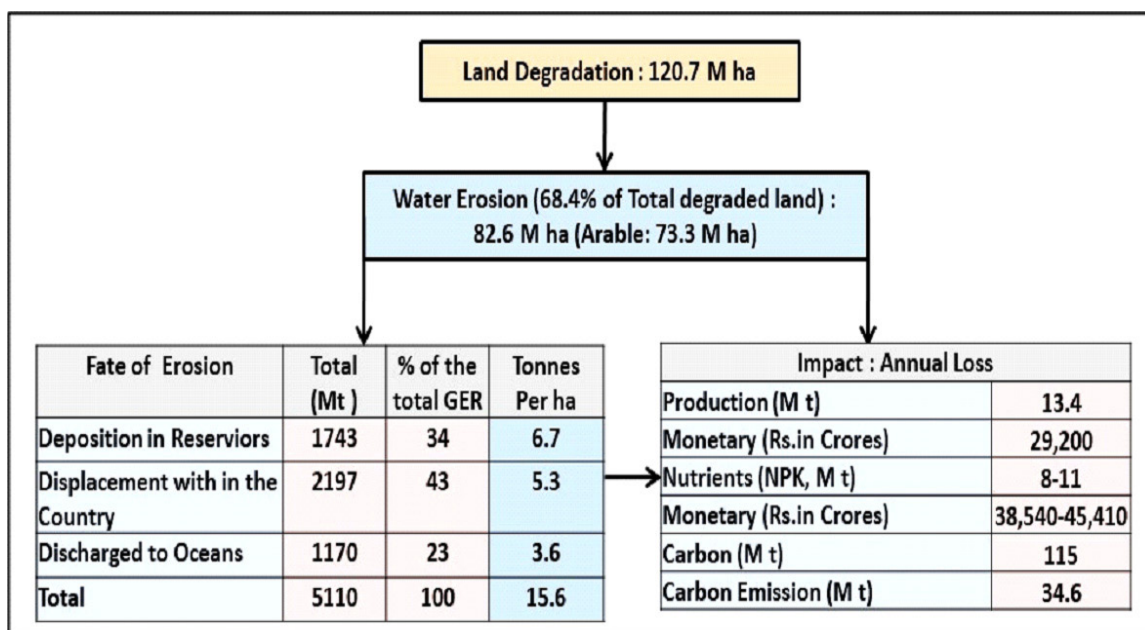 Land Degradation : 120.7 M ha
Water Erosion (68.4% of Total degraded land) :
82.6 M ha (Arable: 73.3 M ha)
Fate of Erosion Total (Mt ) % of the total GER Tonnes Per ha
Deposition in Reserviors 1743 34 6.7
Displacement with in the Country 2197 43 5.3
Discharged to Oceans 1170 23 3.6
Total 5110 100 15.6
Impact : Annual Loss
Production (M t) 13.4
Monetary (Rs.in Crores) 29,200
Nutrients (NPK, M t) 8-11
Monetary (Rs.in Crores) 38,540-45,410
Carbon (M t) 115
Carbon Emission (M t) 34.6